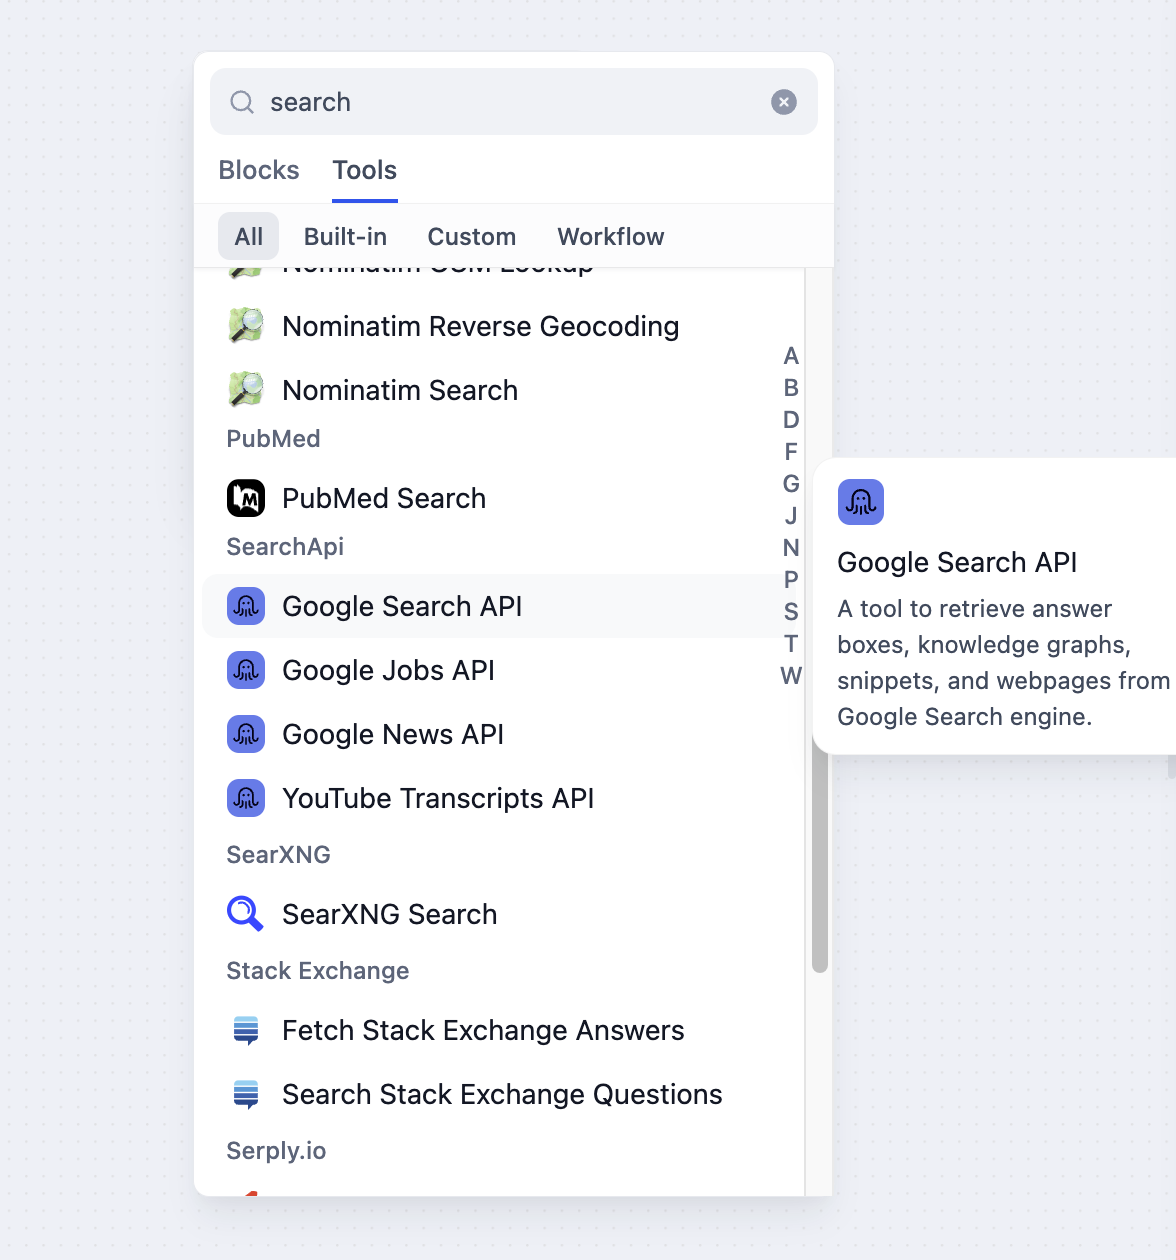 search
Blocks Tools
All Built-in Custom Workflow
Nominatim OSM Lookup
Nominatim Reverse Geocoding
Nominatim Search
PubMed
PubMed Search
SearchApi
Google Search API
Google Jobs API
Google News API
YouTube Transcripts API
SearXNG
SearXNG Search
Stack Exchange
Fetch Stack Exchange Answers
Search Stack Exchange Questions
Serply.io
A
B
D
F
G
J
N
P
S
T
W
Google Search API
A tool to retrieve answer
boxes, knowledge graphs,
snippets, and webpages from
Google Search engine.